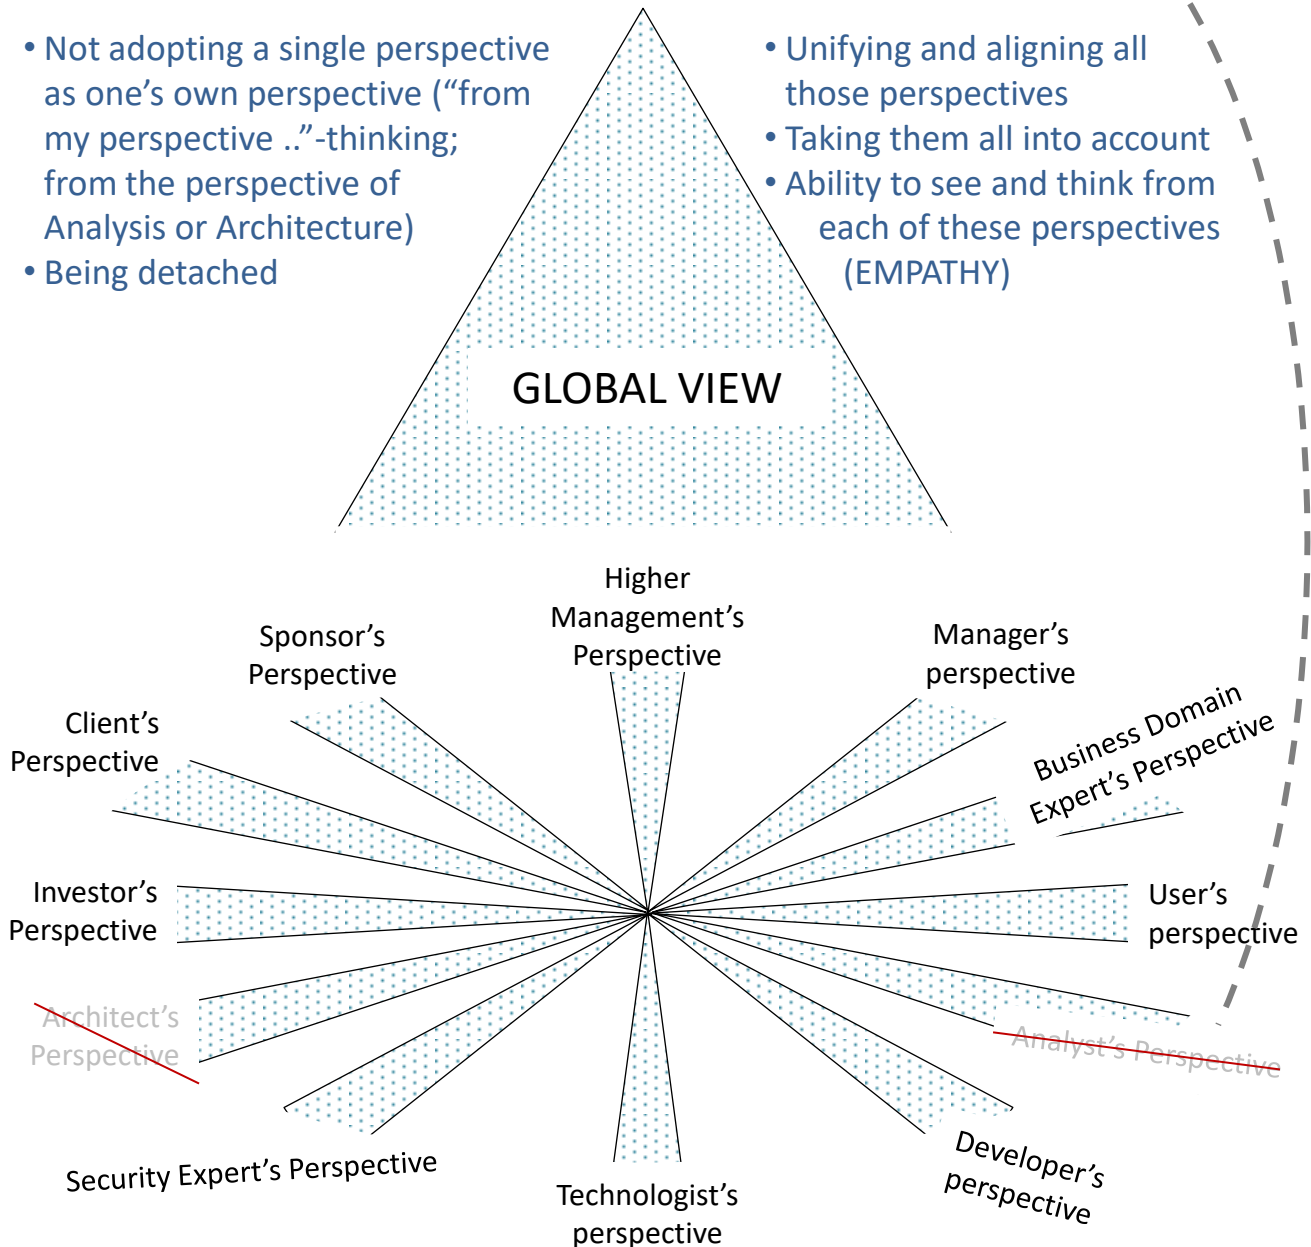 • Not adopting a single perspective
as one’s own perspective (“from
my perspective ..”-thinking;
from the perspective of
Analysis or Architecture)
• Being detached
• Unifying and aligning all
those perspectives
• Taking them all into account
• Ability to see and think from
each of these perspectives
(EMPATHY)
GLOBAL VIEW
Higher
Management’s
Perspective
Sponsor’s
Perspective
Manager’s
perspective
Client’s
Perspective
Business Domain
Expert’s Perspective
Investor’s
Perspective
User’s
perspective
Architect’s
Perspective
Analyst’s Perspective
Security Expert’s Perspective
Developer’s
perspective
Technologist’s
perspective